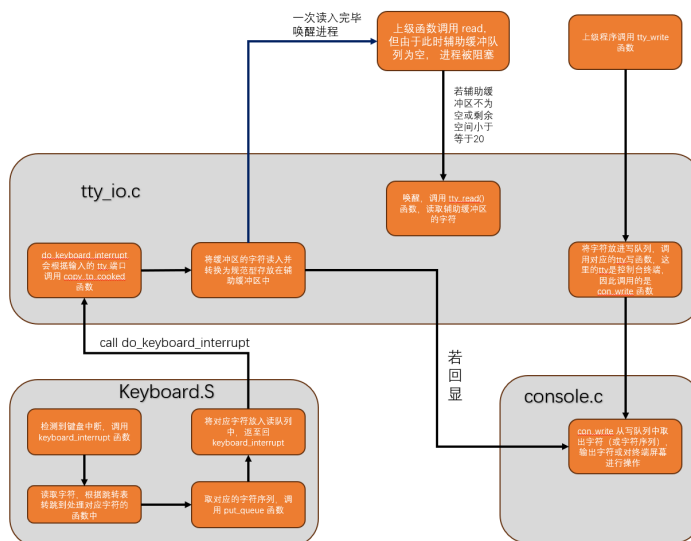 一次读入完毕
唤醒进程
上级函数调用 read,
但由于此时辅助缓冲队
列为空, 进程被阻塞
上级程序调用 tty_write
函数
若辅助缓
冲区不为
空或剩余
空间小于
等于20
tty_io.c
唤醒, 调用 tty_read()
函数, 读取辅助缓冲区
的字符
do_keyboard_interrupt
会根据输入的 tty 端口
调用 copy_to_cooked
函数
将缓冲区的字符读入并
转换为规范型存放在辅
助缓冲区中
将字符放进写队列, 调
用对应的tty写函数, 这
里的tty是控制台终端,
因此调用的是
con_write 函数
call do_keyboard_interrupt
若
回
显
Keyboard.S
console.c
检测到键盘中断, 调用
keyboard_interrupt 函数
将对应字符放入读队列
中, 返至回
keyboard_interrupt
con_write 从写队列中取
出字符（或字符序列）,
输出字符或对终端屏幕
进行操作
读取字符, 根据跳转表
转跳到处理对应字符的
函数中
取对应的字符序列, 调
用 put_queue 函数